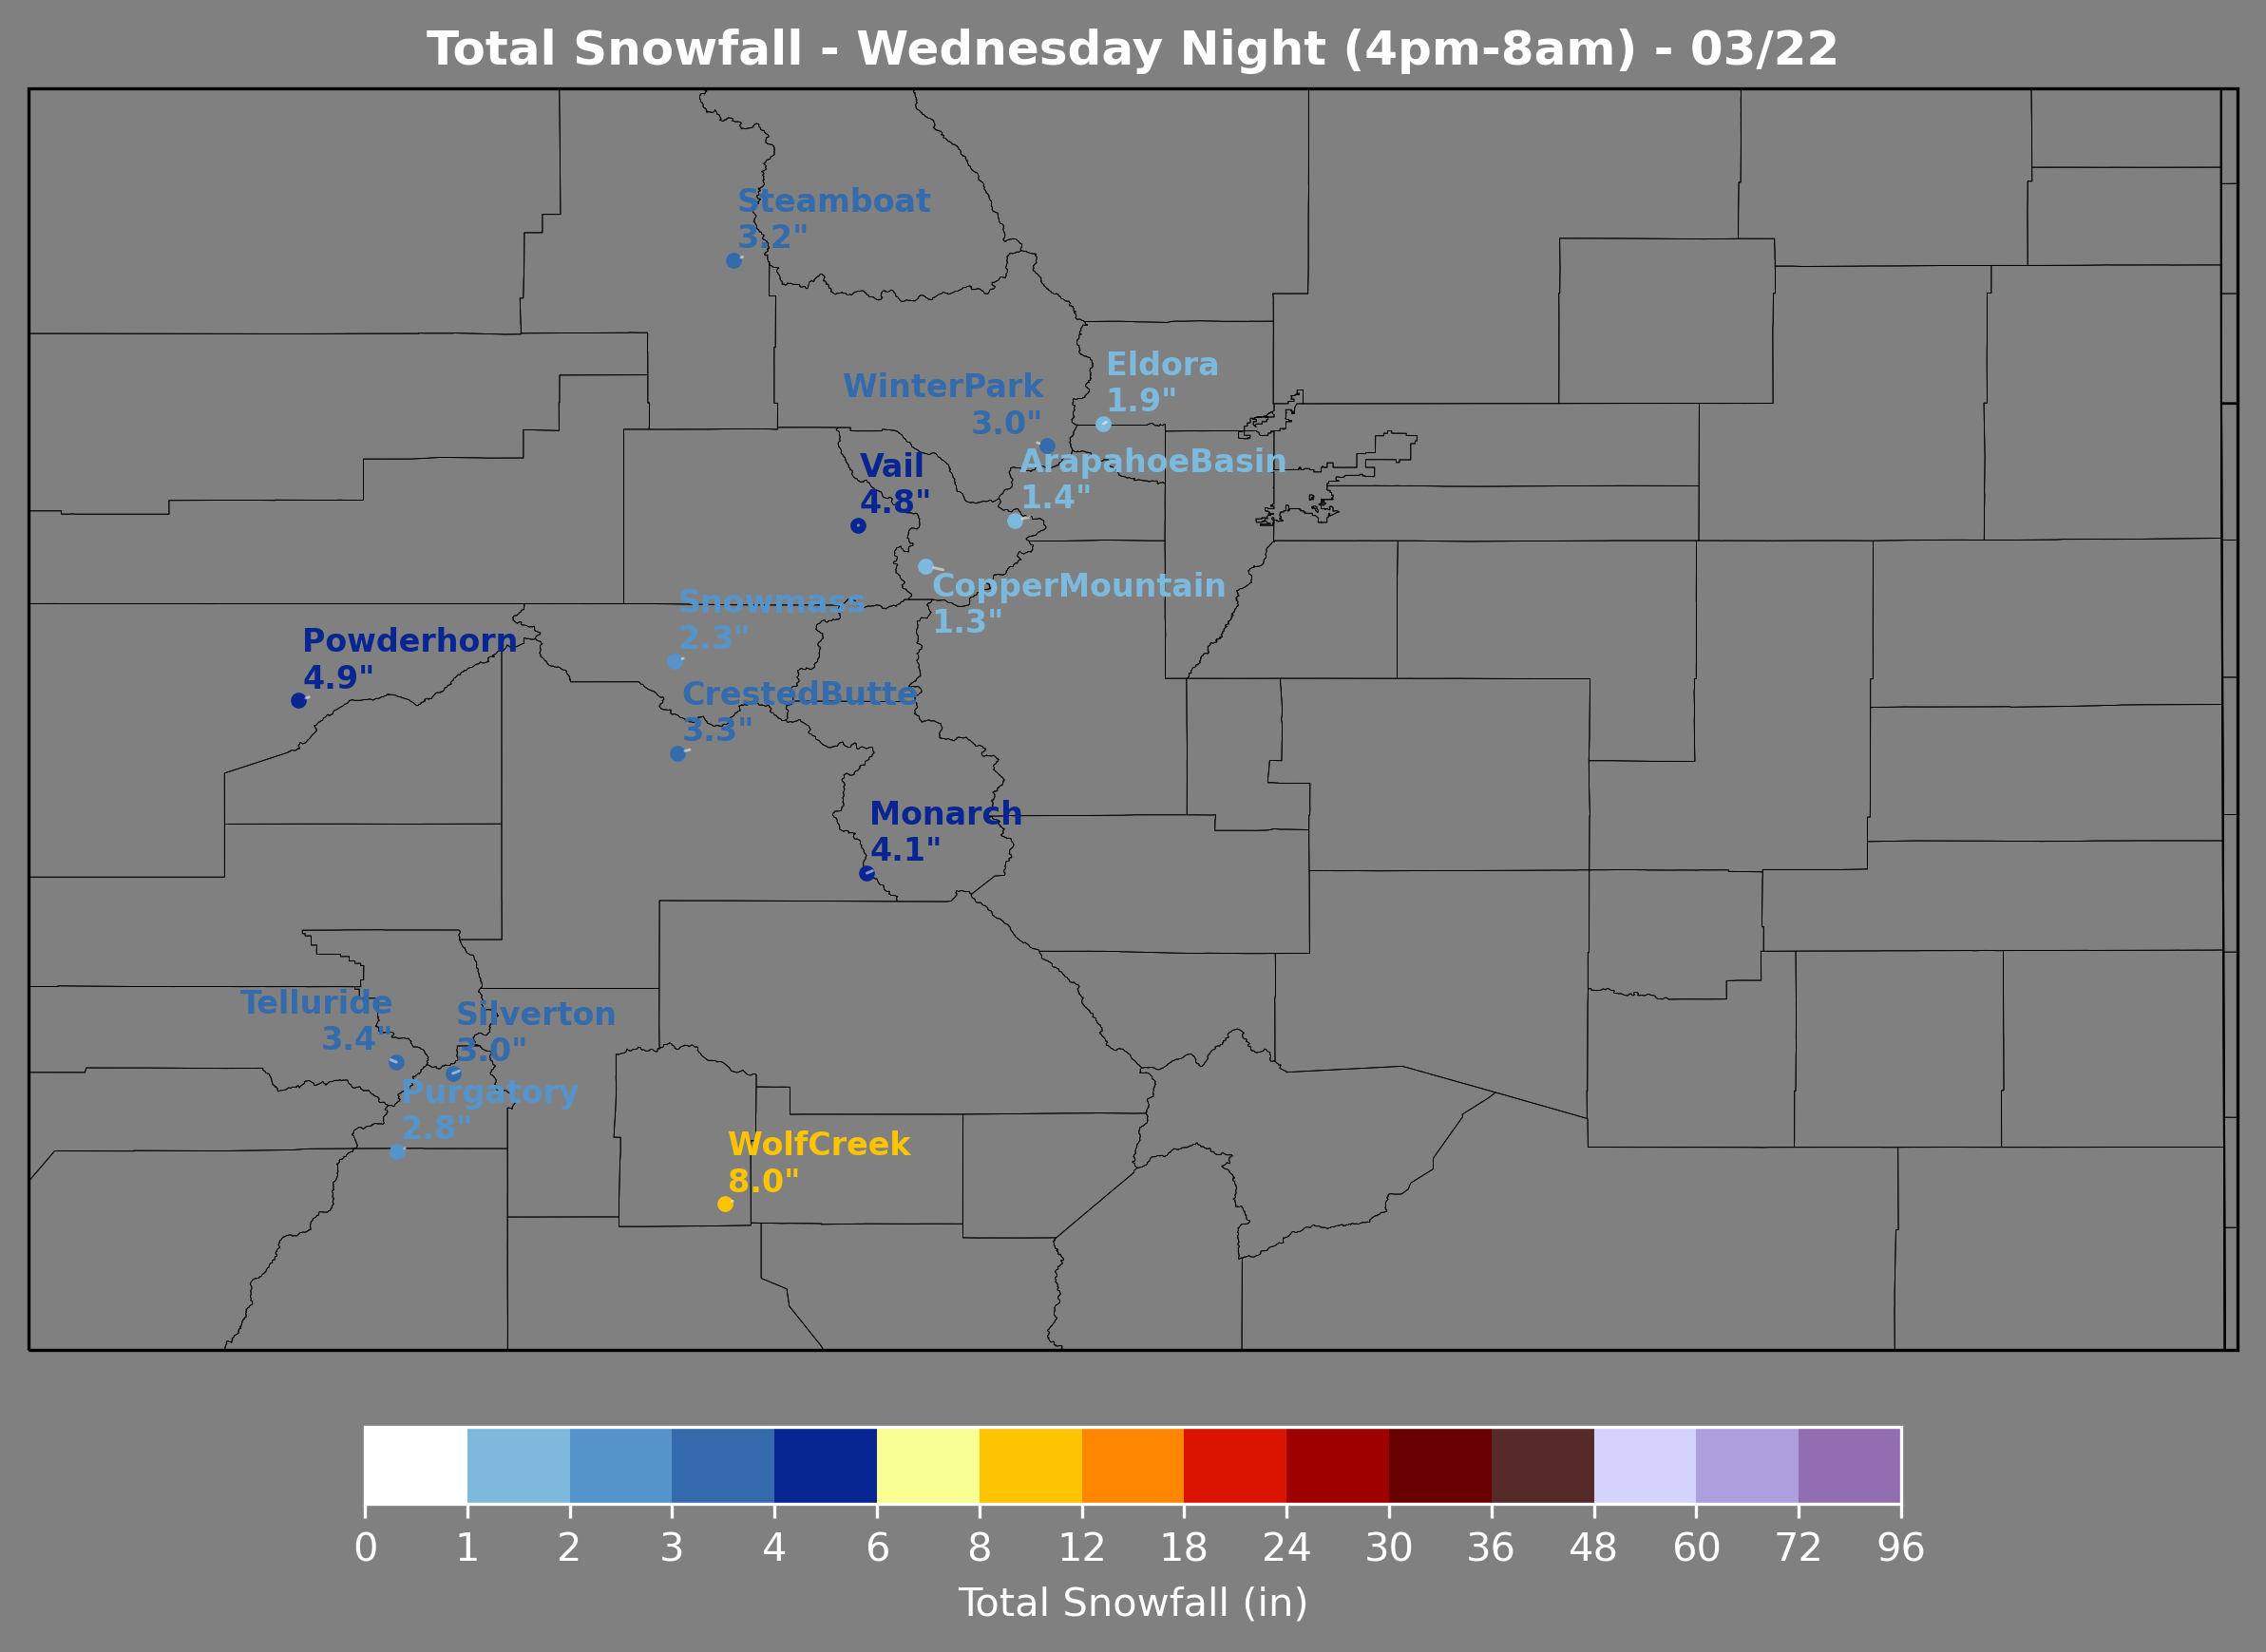 Total Snowfall - Wednesday Night (4pm-8am) - 03/22
Steamboat
3.2"
Eldora
1.9"
WinterPark
3.0"
ArapahoeBasin
1.4"
Vail
4.8"
CopperMountain
1.3"
Snowmass
2.3"
Powderhorn
4.9"
CrestedButte
3.3"
Monarch
4.1"
Telluride
3.4"
Silverton
3.0"
Purgatory
2.8"
WolfCreek
8.0"
0 1 2 3 4 6 8 12 18 24 30 36 48 60 72 96
Total Snowfall (in)